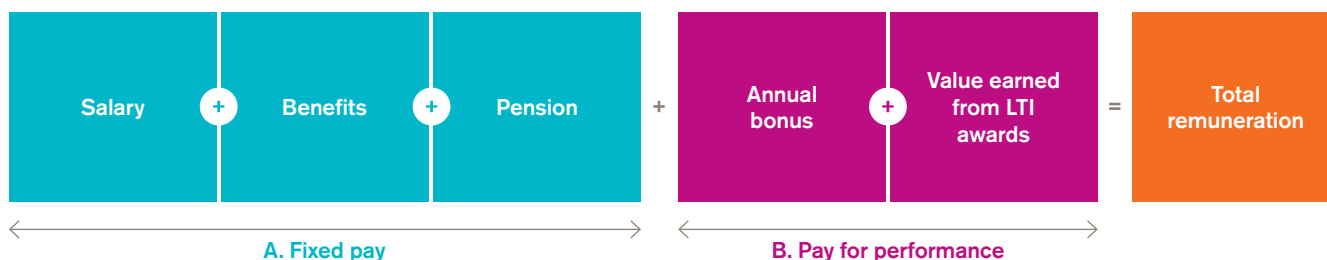 Salary + Benefits + Pension + Annual bonus + Value earned from LTI awards = Total remuneration
A. Fixed pay
B. Pay for performance